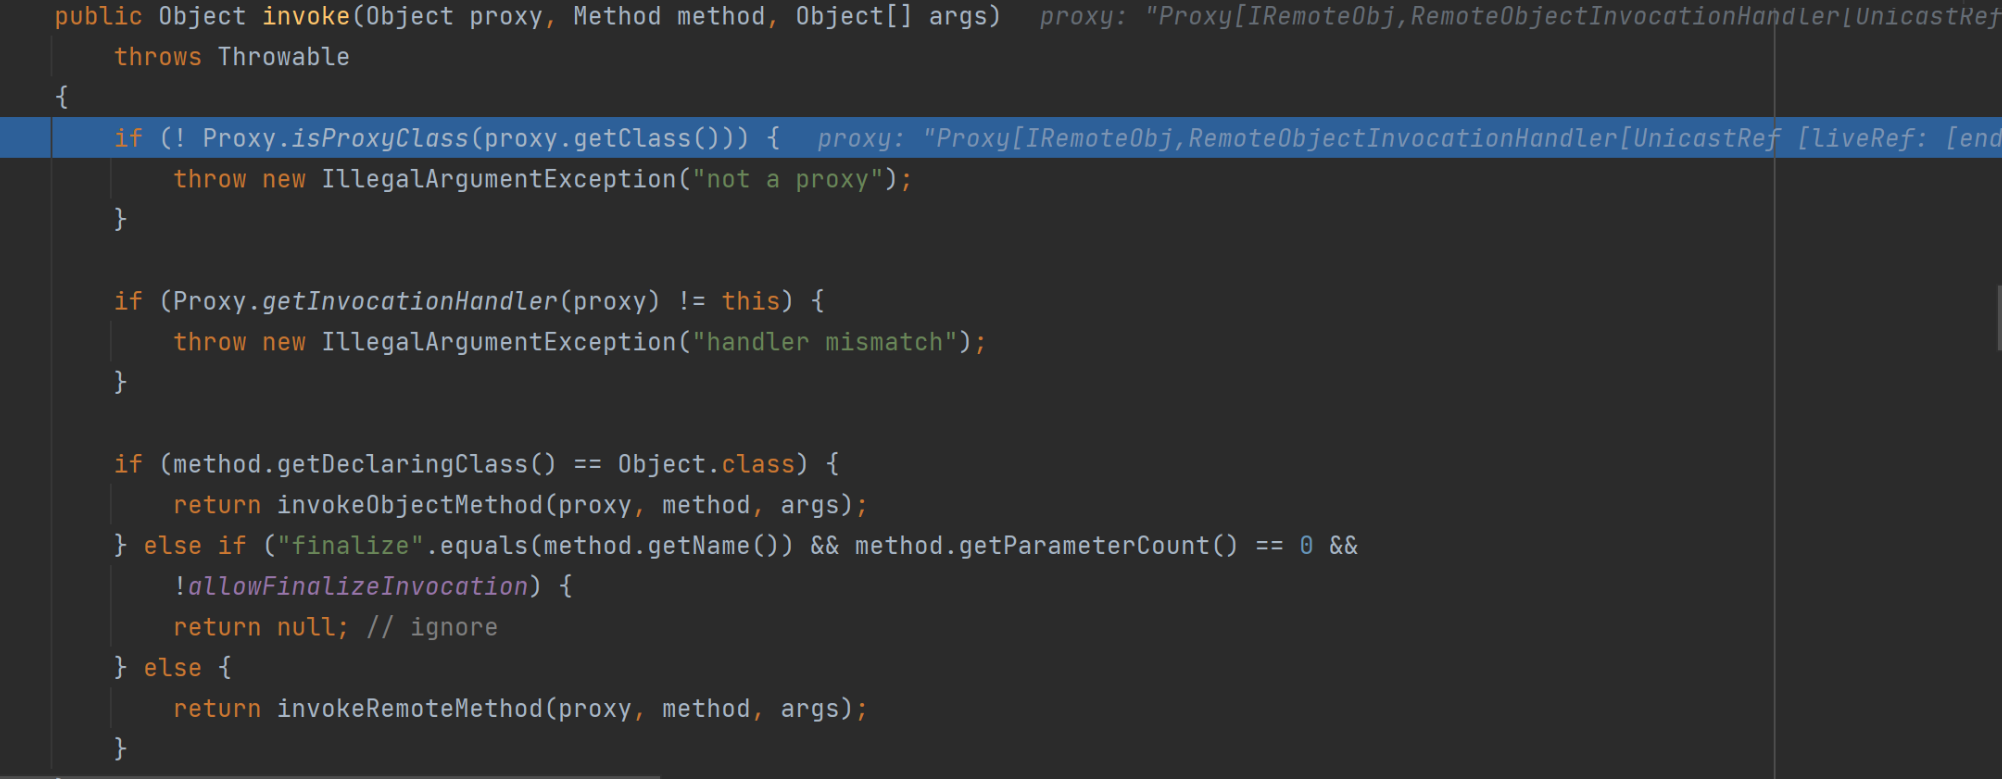 public Object invoke(Object proxy, Method method, Object[] args)   proxy: "Proxy[IRemoteObj,RemoteObjectInvocationHandler[UnicastRef
    throws Throwable
{
    if (! Proxy.isProxyClass(proxy.getClass())) {   proxy: "Proxy[IRemoteObj,RemoteObjectInvocationHandler[UnicastRef [liveRef: [end
        throw new IllegalArgumentException("not a proxy");
    }
    if (Proxy.getInvocationHandler(proxy) != this) {
        throw new IllegalArgumentException("handler mismatch");
    }
    if (method.getDeclaringClass() == Object.class) {
        return invokeObjectMethod(proxy, method, args);
    } else if ("finalize".equals(method.getName()) && method.getParameterCount() == 0 &&
        !allowFinalizeInvocation) {
        return null; // ignore
    } else {
        return invokeRemoteMethod(proxy, method, args);
    }